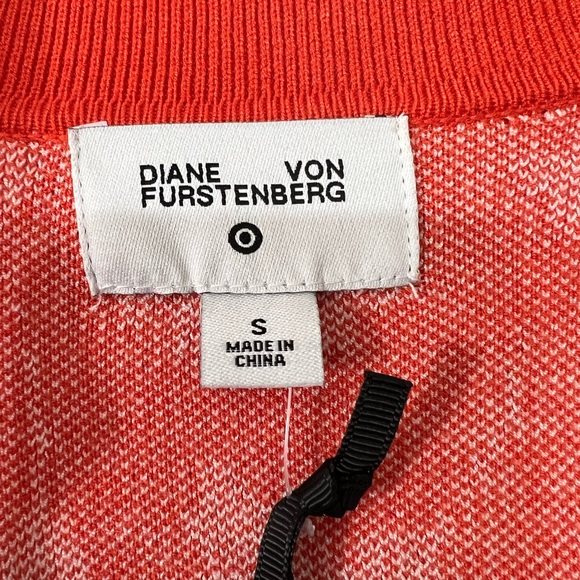 DIANE VON
FURSTENBERG
S
MADE IN
CHINA